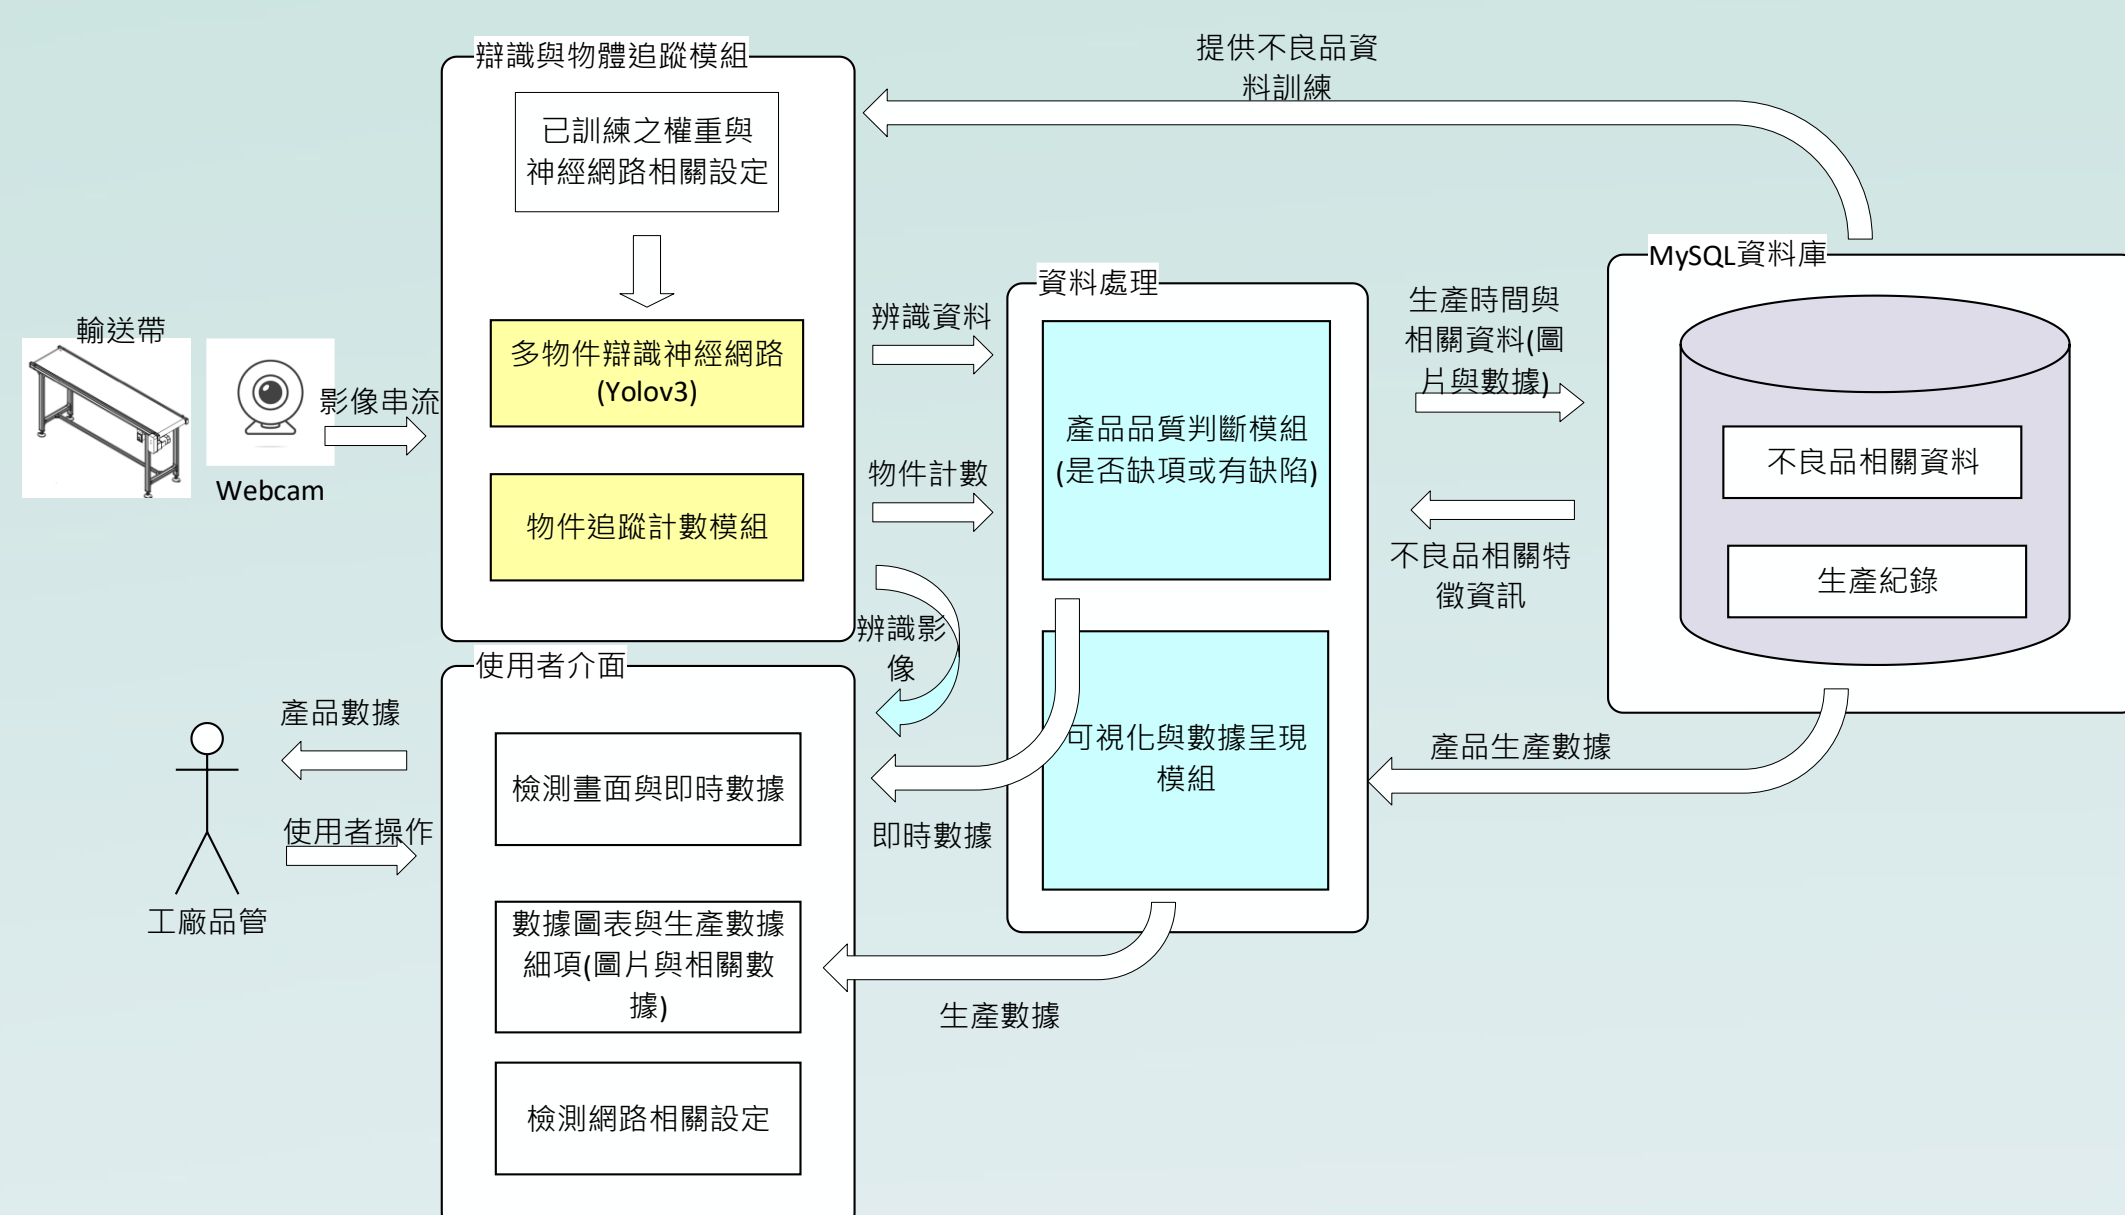 辯識與物體追蹤模組
已訓練之權重與
神經網路相關設定
多物件辯識神經網路
(Yolov3)
物件追蹤計數模組
輸送帶
Webcam
影像串流
提供不良品資
料訓練
辨識資料
物件計數
辨識影
像
資料處理
產品品質判斷模組
(是否缺項或有缺陷)
可視化與數據呈現
模組
生產時間與
相關資料(圖
片與數據)
不良品相關特
徵資訊
MySQL資料庫
不良品相關資料
生產紀錄
產品生產數據
使用者介面
檢測畫面與即時數據
數據圖表與生產數據
細項(圖片與相關數
據)
檢測網路相關設定
產品數據
使用者操作
工廠品管
即時數據
生產數據